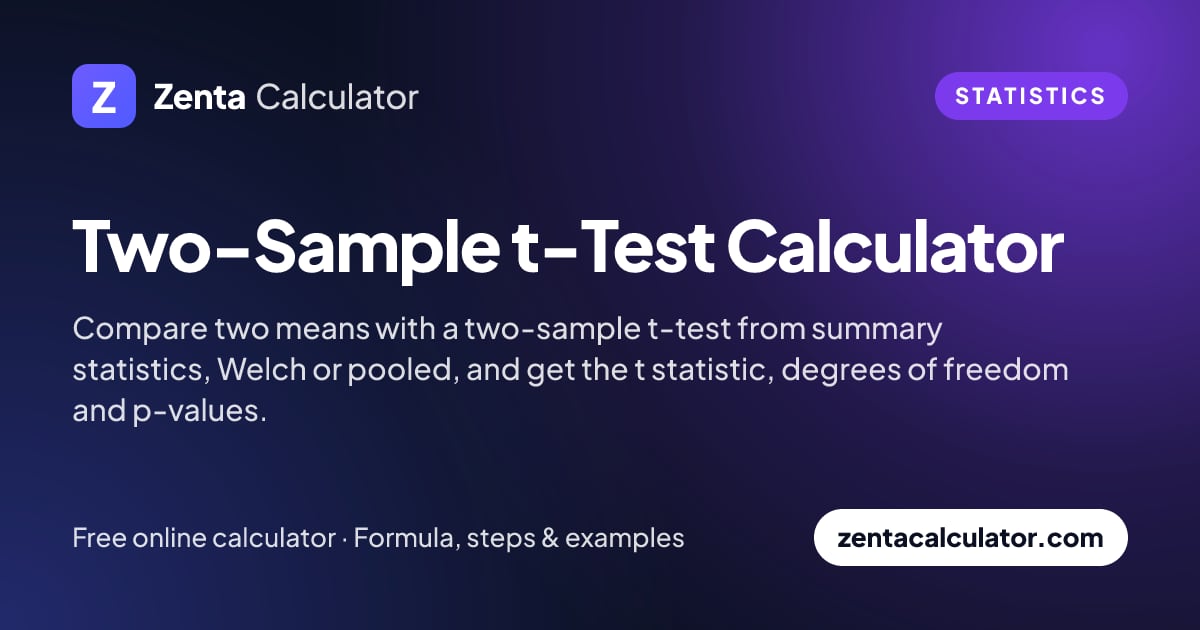 Z
Zenta Calculator
STATISTICS
Two-Sample t-Test Calculator
Compare two means with a two-sample t-test from summary
statistics, Welch or pooled, and get the t statistic, degrees of freedom
and p-values.
Free online calculator · Formula, steps & examples
zentacalculator.com